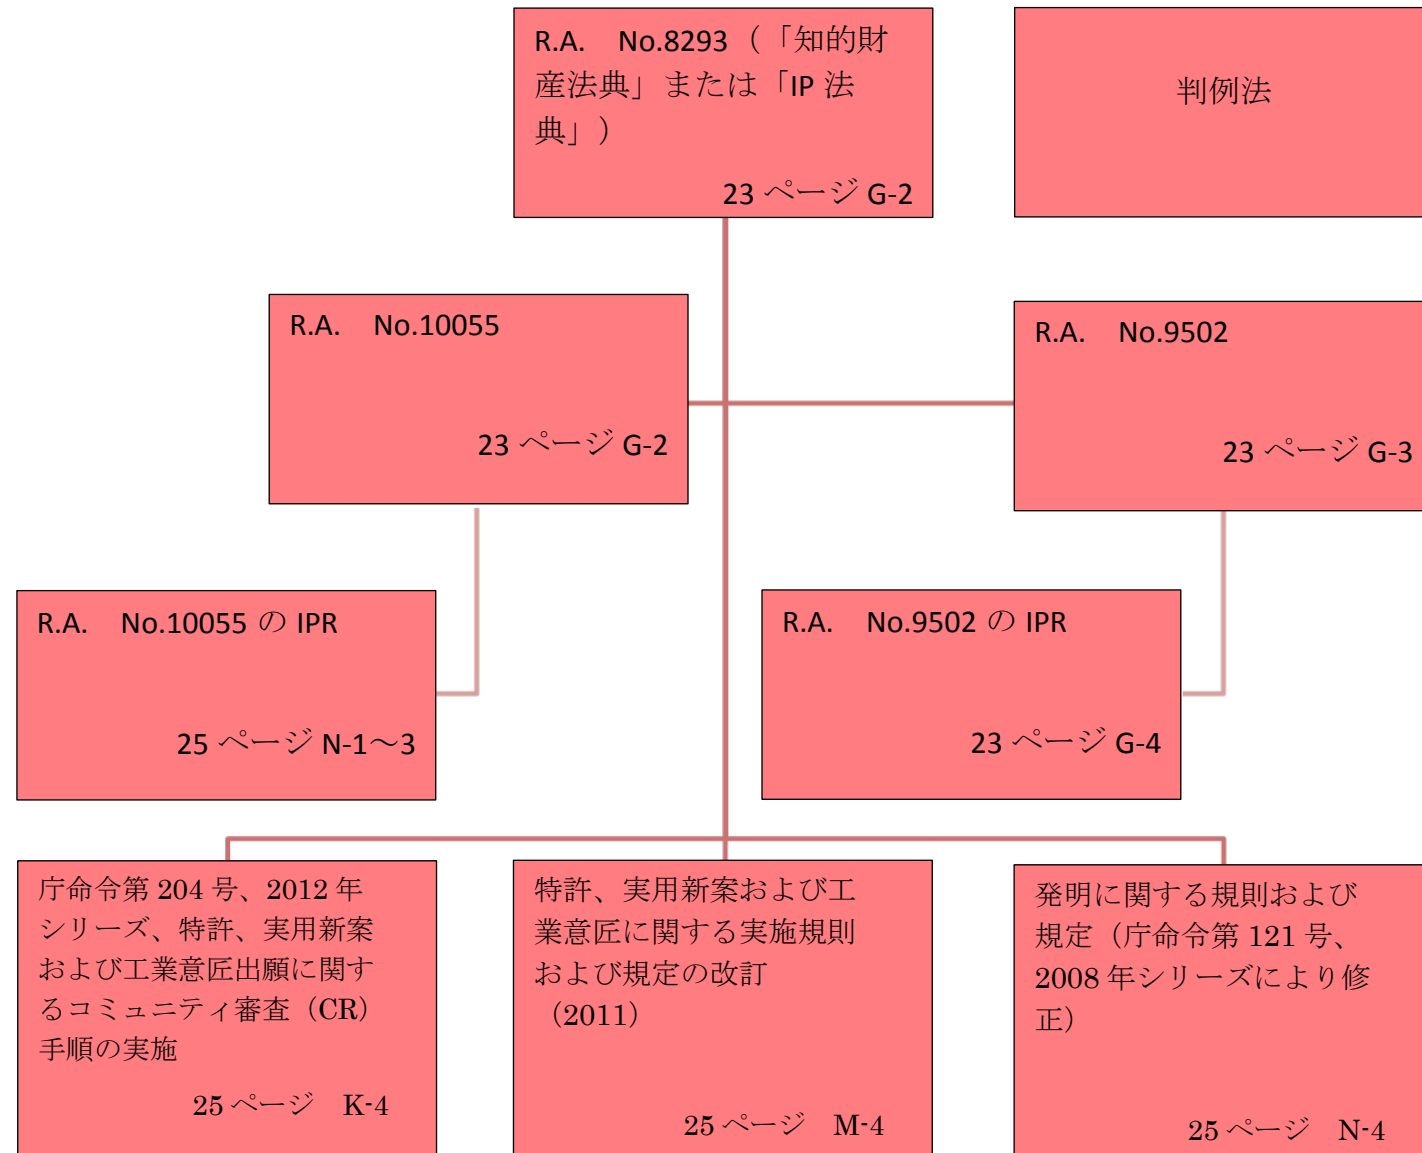 R.A.　No.8293（「知的財
産法典」または「IP 法
典」）
23 ページ G-2
判例法
R.A.　No.10055
23 ページ G-2
R.A.　No.9502
23 ページ G-3
R.A.　No.10055 の IPR
25 ページ N-1～3
R.A.　No.9502 の IPR
23 ページ G-4
庁命令第 204 号、2012 年
シリーズ、特許、実用新案
および工業意匠出願に関す
るコミュニティ審査（CR）
手順の実施
25 ページ　K-4
特許、実用新案および工
業意匠に関する実施規則
および規定の改訂
（2011）
25 ページ　M-4
発明に関する規則および
規定（庁命令第 121 号、
2008 年シリーズにより修
正）
25 ページ　N-4